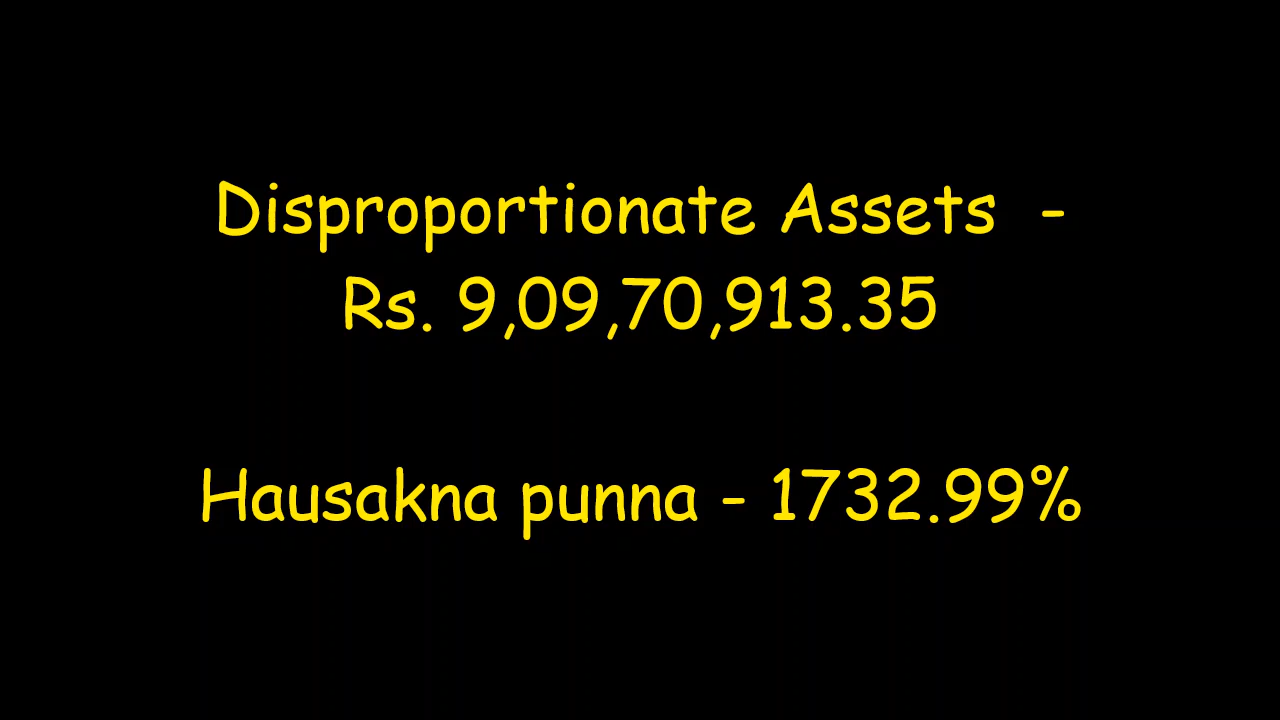 Disproportionate Assets -
Rs. 9,09,70,913.35
Hausakna punna - 1732.99%